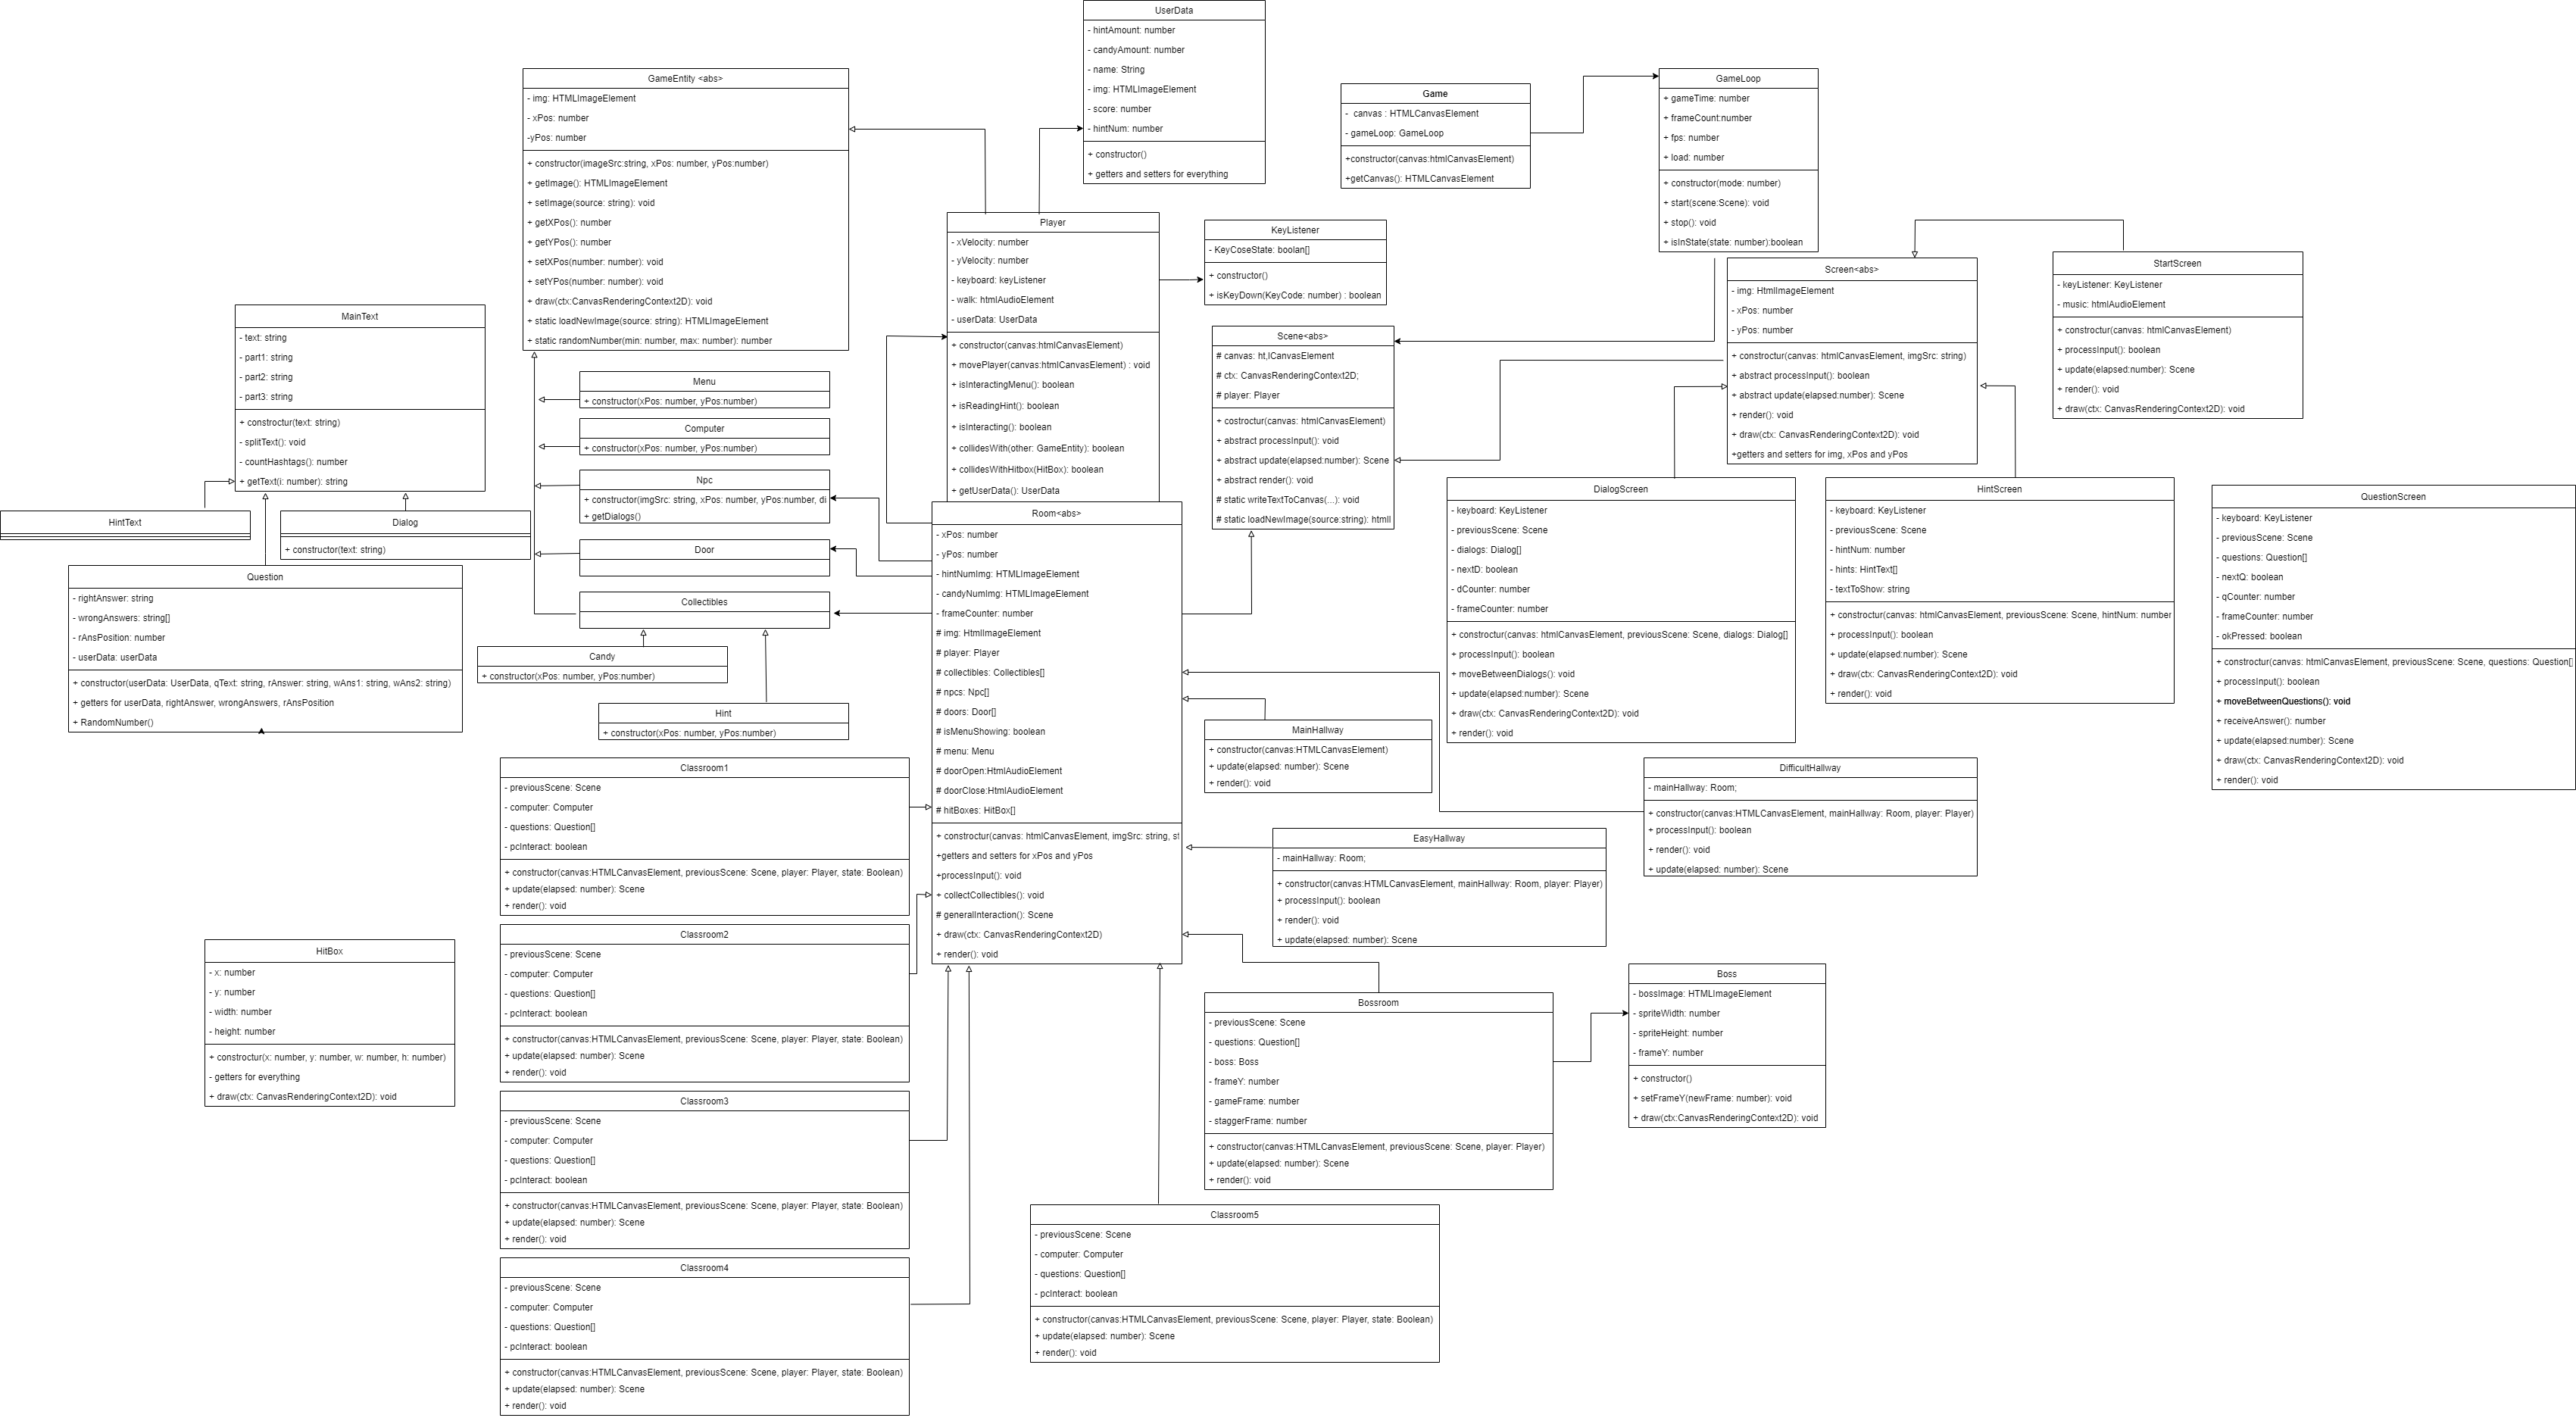 UserData
- hintAmount: number
- candyAmount: number
- name: String
- img: HTMLImageElement
- score: number
- hintNum: number
+ constructor()
+ getters and setters for everything
GameEntity <abs>
- img: HTMLImageElement
- xPos: number
-yPos: number
+ constructor(imageSrc:string, xPos: number, yPos:number)
+ getImage(): HTMLImageElement
+ setImage(source: string): void
+ getXPos(): number
+ getYPos(): number
+ setXPos(number: number): void
+ setYPos(number: number): void
+ draw(ctx:CanvasRenderingContext2D): void
+ static loadNewImage(source: string): HTMLImageElement
+ static randomNumber(min: number, max: number): number
Game
- canvas : HTMLCanvasElement
- gameLoop: GameLoop
+constructor(canvas:htmlCanvasElement)
+getCanvas(): HTMLCanvasElement
GameLoop
+ gameTime: number
+ frameCount:number
+ fps: number
+ load: number
+ constructor(mode: number)
+ start(scene:Scene): void
+ stop(): void
+ isInState(state: number):boolean
Player
- xVelocity: number
- yVelocity: number
- keyboard: keyListener
- walk: htmlAudioElement
- userData: UserData
+ constructor(canvas:htmlCanvasElement)
+ movePlayer(canvas:htmlCanvasElement) : void
+ isInteractingMenu(): boolean
+ isReadingHint(): boolean
+ isInteracting(): boolean
+ collidesWith(other: GameEntity): boolean
+ collidesWithHitbox(HitBox): boolean
+ getUserData(): UserData
KeyListener
- KeyCoseState: boolan[]
+ constructor()
+ isKeyDown(KeyCode: number) : boolean
Scene<abs>
# canvas: ht,lCanvasElement
# ctx: CanvasRenderingContext2D;
# player: Player
+ costroctur(canvas: htmlCanvasElement)
+ abstract processInput(): void
+ abstract update(elapsed:number): Scene
+ abstract render(): void
# static writeTextToCanvas(...): void
# static loadNewImage(source:string): htmlI
Screen<abs>
- img: HtmlImageElement
- xPos: number
- yPos: number
+ constroctur(canvas: htmlCanvasElement, imgSrc: string)
+ abstract processInput(): boolean
+ abstract update(elapsed:number): Scene
+ render(): void
+ draw(ctx: CanvasRenderingContext2D): void
+getters and setters for img, xPos and yPos
StartScreen
- keyListener: KeyListener
- music: htmlAudioElement
+ constroctur(canvas: htmlCanvasElement)
+ processInput(): boolean
+ update(elapsed:number): Scene
+ render(): void
+ draw(ctx: CanvasRenderingContext2D): void
MainText
- text: string
- part1: string
- part2: string
- part3: string
+ constroctur(text: string)
- splitText(): void
- countHashtags(): number
+ getText(i: number): string
Menu
+ constructor(xPos: number, yPos:number)
Computer
+ constructor(xPos: number, yPos:number)
Npc
+ constructor(imgSrc: string, xPos: number, yPos:number, di
+ getDialogs()
Door
Collectibles
Candy
+ constructor(xPos: number, yPos:number)
Hint
+ constructor(xPos: number, yPos:number)
HintText
Dialog
+ constructor(text: string)
Question
- rightAnswer: string
- wrongAnswers: string[]
- rAnsPosition: number
- userData: userData
+ constructor(userData: UserData, qText: string, rAnswer: string, wAns1: string, wAns2: string)
+ getters for userData, rightAnswer, wrongAnswers, rAnsPosition
+ RandomNumber()
Room<abs>
- xPos: number
- yPos: number
- hintNumImg: HTMLImageElement
- candyNumImg: HTMLImageElement
- frameCounter: number
# img: HtmlImageElement
# player: Player
# collectibles: Collectibles[]
# npcs: Npc[]
# doors: Door[]
# isMenuShowing: boolean
# menu: Menu
# doorOpen:HtmlAudioElement
# doorClose:HtmlAudioElement
# hitBoxes: HitBox[]
+ constroctur(canvas: htmlCanvasElement, imgSrc: string, st
+getters and setters for xPos and yPos
+processInput(): void
+ collectCollectibles(): void
# generalInteraction(): Scene
+ draw(ctx: CanvasRenderingContext2D)
+ render(): void
DialogScreen
- keyboard: KeyListener
- previousScene: Scene
- dialogs: Dialog[]
- nextD: boolean
- dCounter: number
- frameCounter: number
+ constroctur(canvas: htmlCanvasElement, previousScene: Scene, dialogs: Dialog[]
+ processInput(): boolean
+ moveBetweenDialogs(): void
+ update(elapsed:number): Scene
+ draw(ctx: CanvasRenderingContext2D): void
+ render(): void
HintScreen
- keyboard: KeyListener
- previousScene: Scene
- hintNum: number
- hints: HintText[]
- textToShow: string
+ constroctur(canvas: htmlCanvasElement, previousScene: Scene, hintNum: number
+ processInput(): boolean
+ update(elapsed:number): Scene
+ draw(ctx: CanvasRenderingContext2D): void
+ render(): void
QuestionScreen
- keyboard: KeyListener
- previousScene: Scene
- questions: Question[]
- nextQ: boolean
- qCounter: number
- frameCounter: number
- okPressed: boolean
+ constroctur(canvas: htmlCanvasElement, previousScene: Scene, questions: Question[]
+ processInput(): boolean
+ moveBetweenQuestions(): void
+ receiveAnswer(): number
+ update(elapsed:number): Scene
+ draw(ctx: CanvasRenderingContext2D): void
+ render(): void
MainHallway
+ constructor(canvas:HTMLCanvasElement)
+ update(elapsed: number): Scene
+ render(): void
DifficultHallway
- mainHallway: Room;
+ constructor(canvas:HTMLCanvasElement, mainHallway: Room, player: Player)
+ processInput(): boolean
+ render(): void
+ update(elapsed: number): Scene
EasyHallway
- mainHallway: Room;
+ constructor(canvas:HTMLCanvasElement, mainHallway: Room, player: Player)
+ processInput(): boolean
+ render(): void
+ update(elapsed: number): Scene
Classroom1
- previousScene: Scene
- computer: Computer
- questions: Question[]
- pcInteract: boolean
+ constructor(canvas:HTMLCanvasElement, previousScene: Scene, player: Player, state: Boolean)
+ update(elapsed: number): Scene
+ render(): void
Classroom2
- previousScene: Scene
- computer: Computer
- questions: Question[]
- pcInteract: boolean
+ constructor(canvas:HTMLCanvasElement, previousScene: Scene, player: Player, state: Boolean)
+ update(elapsed: number): Scene
+ render(): void
HitBox
- x: number
- y: number
- width: number
- height: number
+ constroctur(x: number, y: number, w: number, h: number)
- getters for everything
+ draw(ctx: CanvasRenderingContext2D): void
Bossroom
- previousScene: Scene
- questions: Question[]
- boss: Boss
- frameY: number
- gameFrame: number
- staggerFrame: number
+ constructor(canvas:HTMLCanvasElement, previousScene: Scene, player: Player)
+ update(elapsed: number): Scene
+ render(): void
Boss
- bossImage: HTMLImageElement
- spriteWidth: number
- spriteHeight: number
- frameY: number
+ constructor()
+ setFrameY(newFrame: number): void
+ draw(ctx:CanvasRenderingContext2D): void
Classroom3
- previousScene: Scene
- computer: Computer
- questions: Question[]
- pcInteract: boolean
+ constructor(canvas:HTMLCanvasElement, previousScene: Scene, player: Player, state: Boolean)
+ update(elapsed: number): Scene
+ render(): void
Classroom5
- previousScene: Scene
- computer: Computer
- questions: Question[]
- pcInteract: boolean
+ constructor(canvas:HTMLCanvasElement, previousScene: Scene, player: Player, state: Boolean)
+ update(elapsed: number): Scene
+ render(): void
Classroom4
- previousScene: Scene
- computer: Computer
- questions: Question[]
- pcInteract: boolean
+ constructor(canvas:HTMLCanvasElement, previousScene: Scene, player: Player, state: Boolean)
+ update(elapsed: number): Scene
+ render(): void